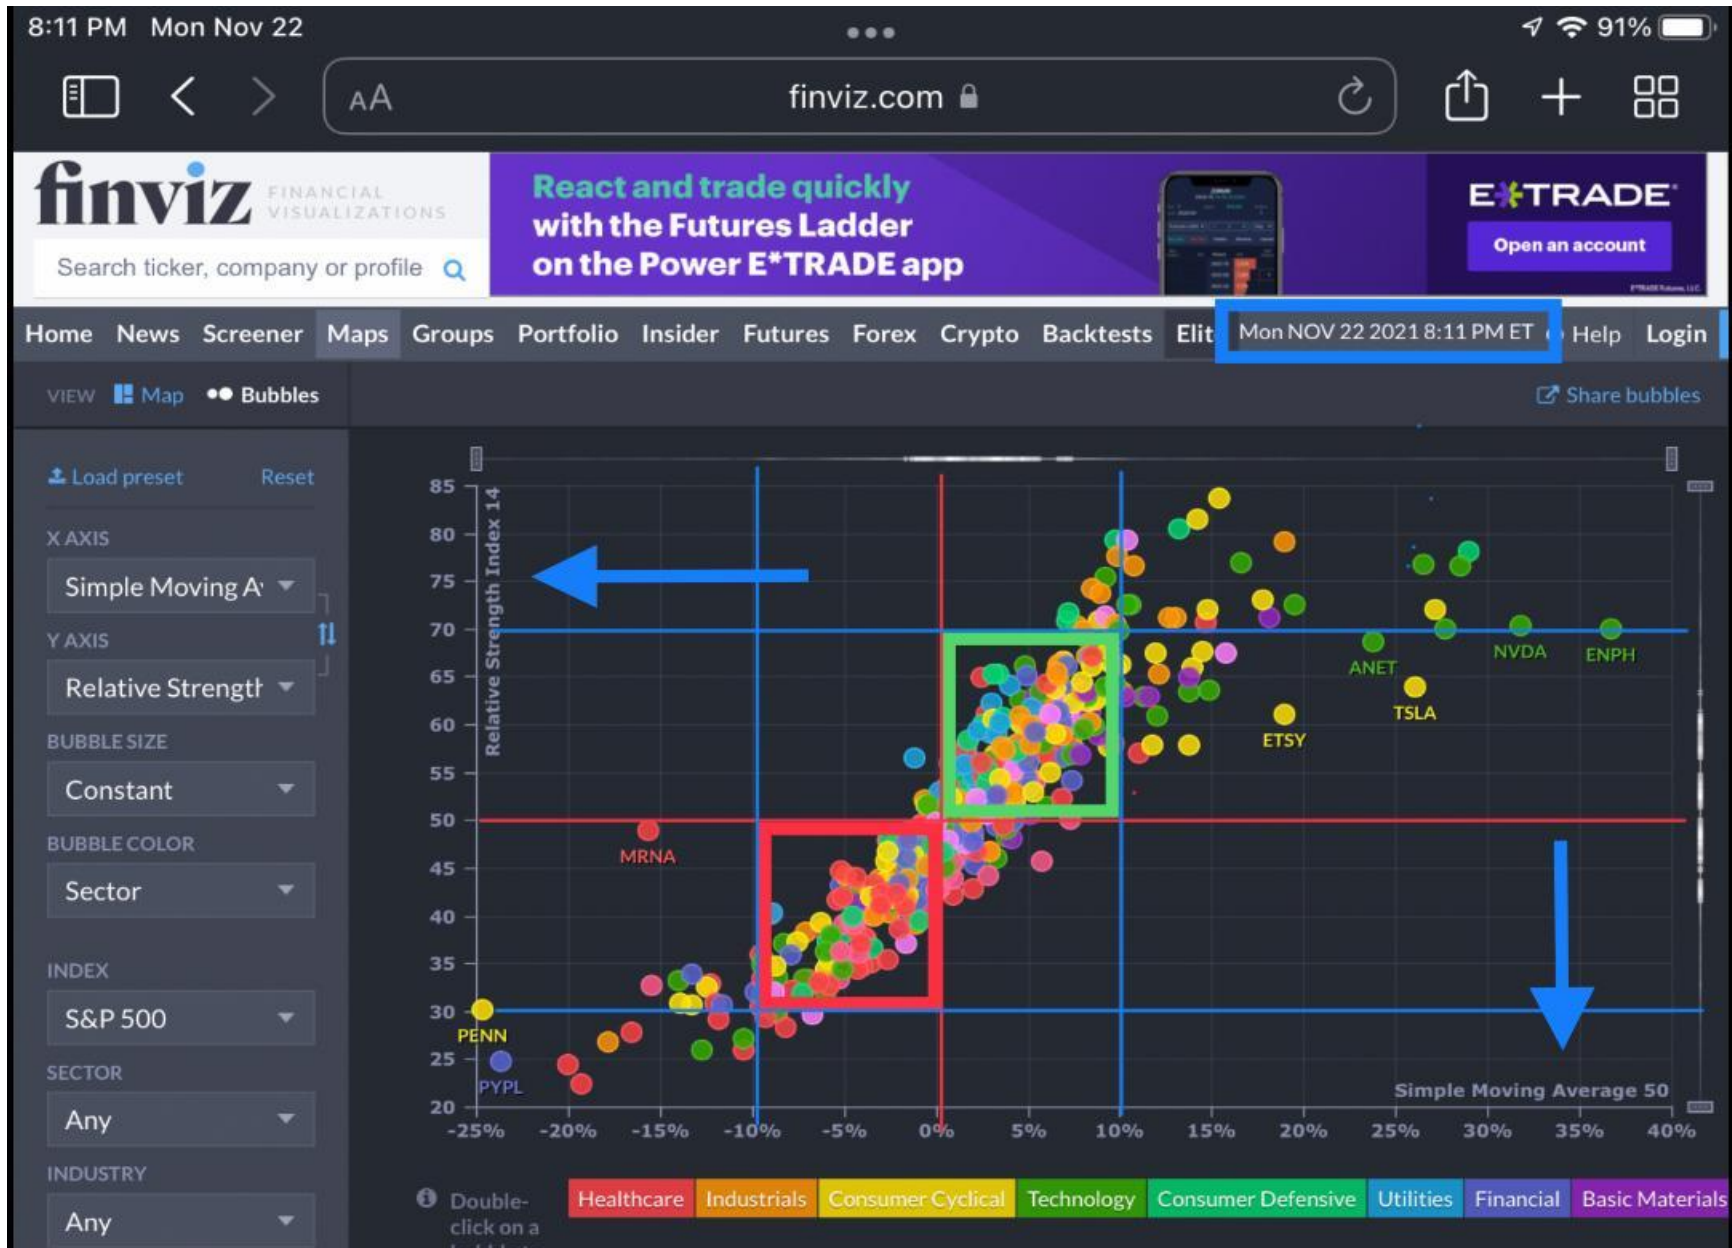 8:11 PM Mon Nov 22
91%
AA
finviz.com
finviz
FINANCIAL
VISUALIZATIONS
Search ticker, company or profile
React and trade quickly
with the Futures Ladder
on the Power E*TRADE app
E*TRADE
Open an account
E*TRADE Futures, LLC.
Home News Screener Maps Groups Portfolio Insider Futures Forex Crypto Backtests Elit Mon NOV 22 2021 8:11 PM ET Help Login
VIEW Map Bubbles
Share bubbles
Load preset Reset
X AXIS
Simple Moving A
Y AXIS
Relative Strength
BUBBLE SIZE
Constant
BUBBLE COLOR
Sector
INDEX
S&P 500
SECTOR
Any
INDUSTRY
Any
Relative Strength Index 14
85
80
75
70
65
60
55
50
45
40
35
30
25
20
ANET
NVDA
ENPH
TSLA
ETSY
MRNA
PENN
PYPL
Simple Moving Average 50
-25% -20% -15% -10% -5% 0% 5% 10% 15% 20% 25% 30% 35% 40%
Double-
click on a
Healthcare Industrials Consumer Cyclical Technology Consumer Defensive Utilities Financial Basic Materials